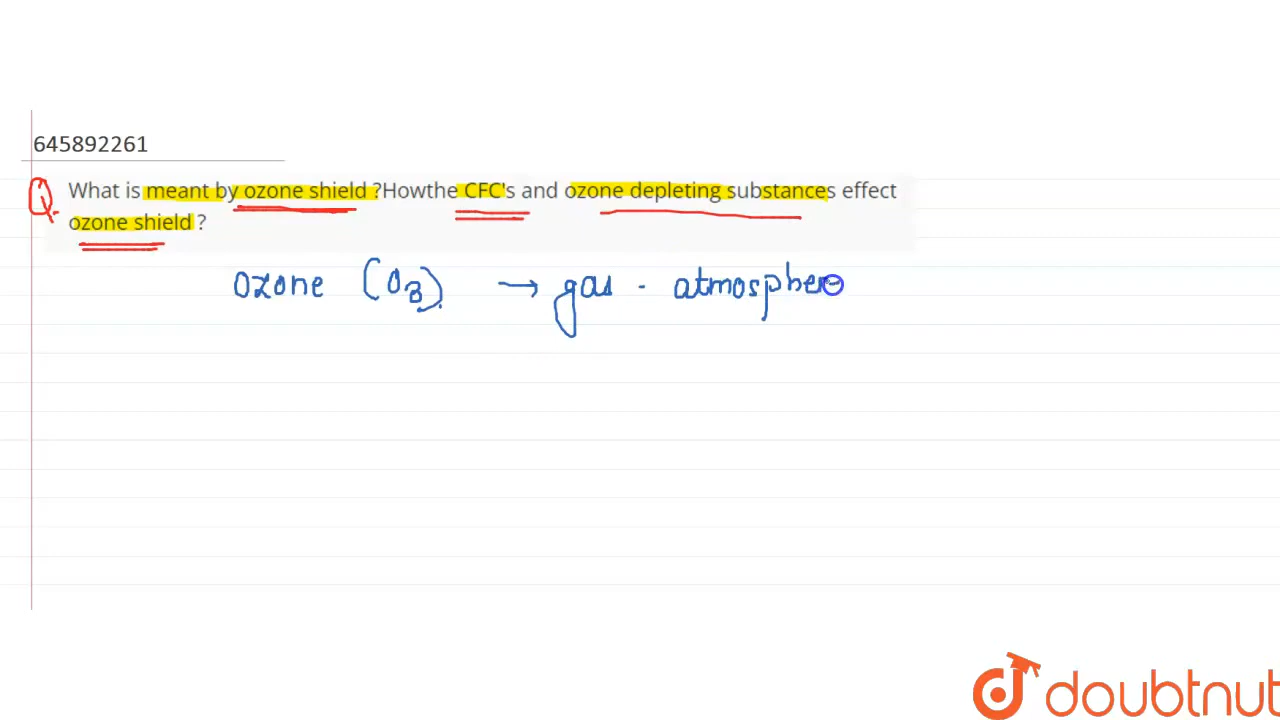 645892261
Q. What is meant by ozone shield ?Howthe CFC's and ozone depleting substances effect
ozone shield ?
ozone (O3) → gas - atmosphere
doubtnut